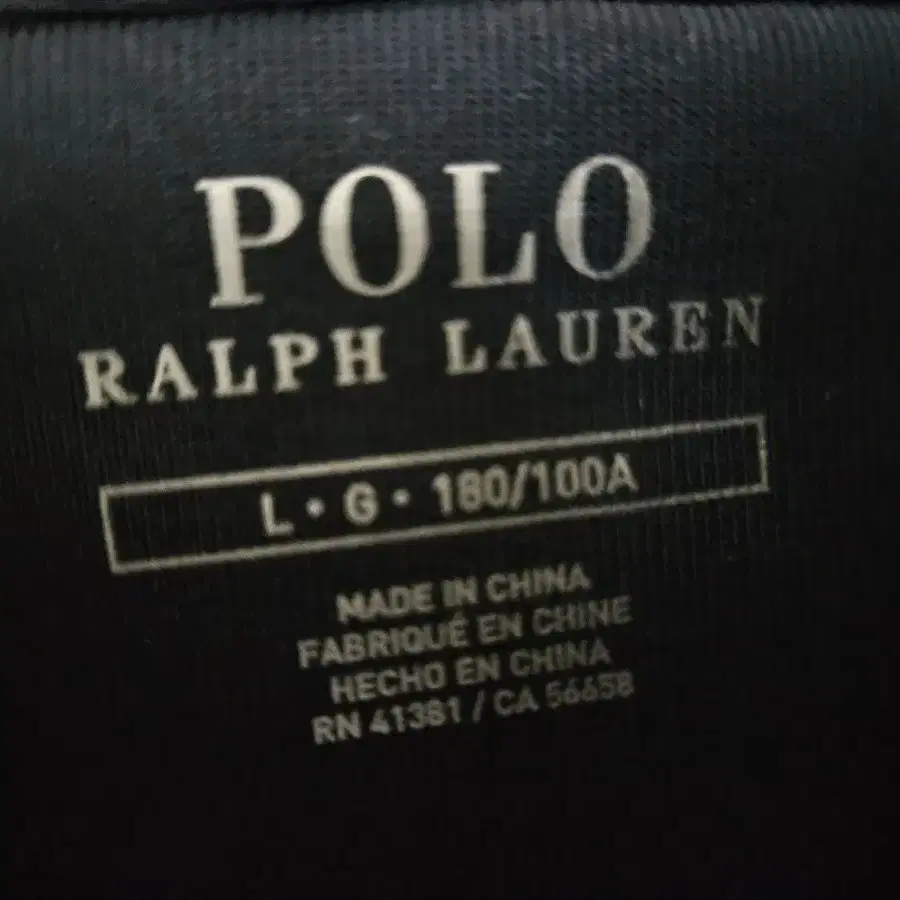 POLO
RALPH LAUREN
L • G • 180/100A
MADE IN CHINA
FABRIQUÉ EN CHINE
HECHO EN CHINA
RN 41381 / CA 56658